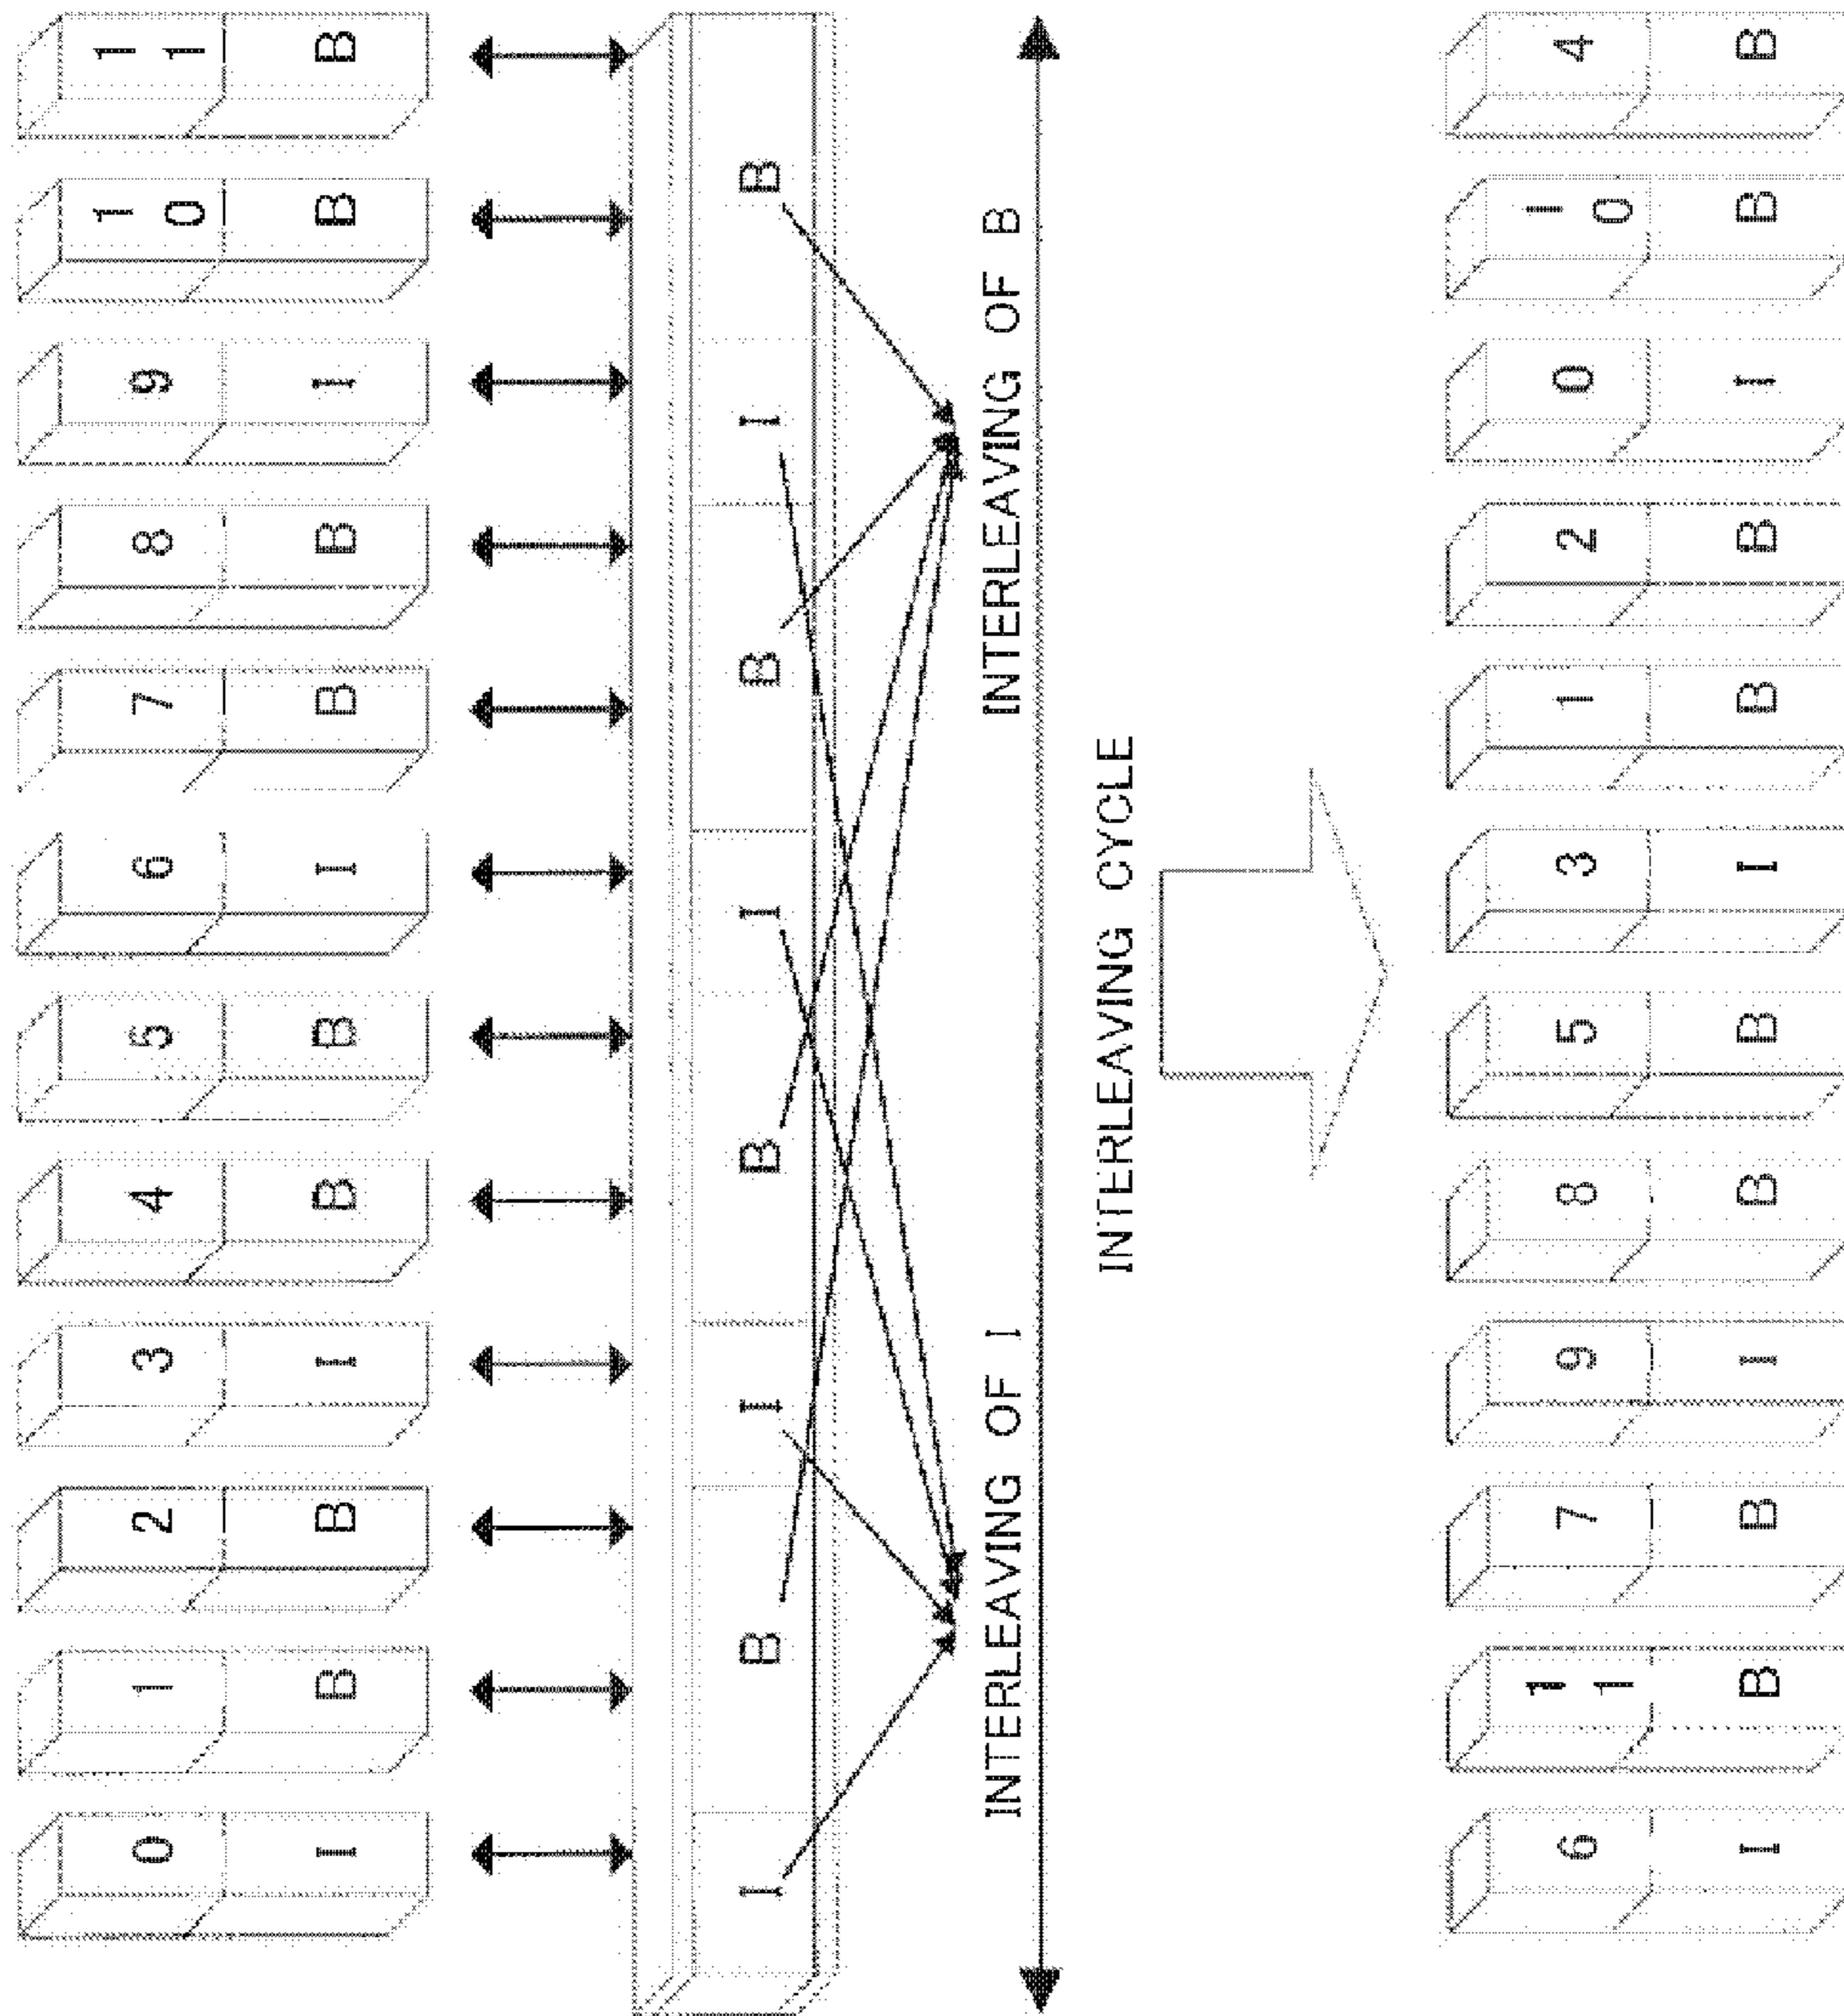 0 1 2 3 4 5 6 7 8 9 10 11
I B B I B B I B B I B B
I B I B I B I B
INTERLEAVING OF I INTERLEAVING OF B
INTERLEAVING CYCLE
6 11 7 9 8 5 3 1 2 0 10 4
I B B I B B I B B I B B